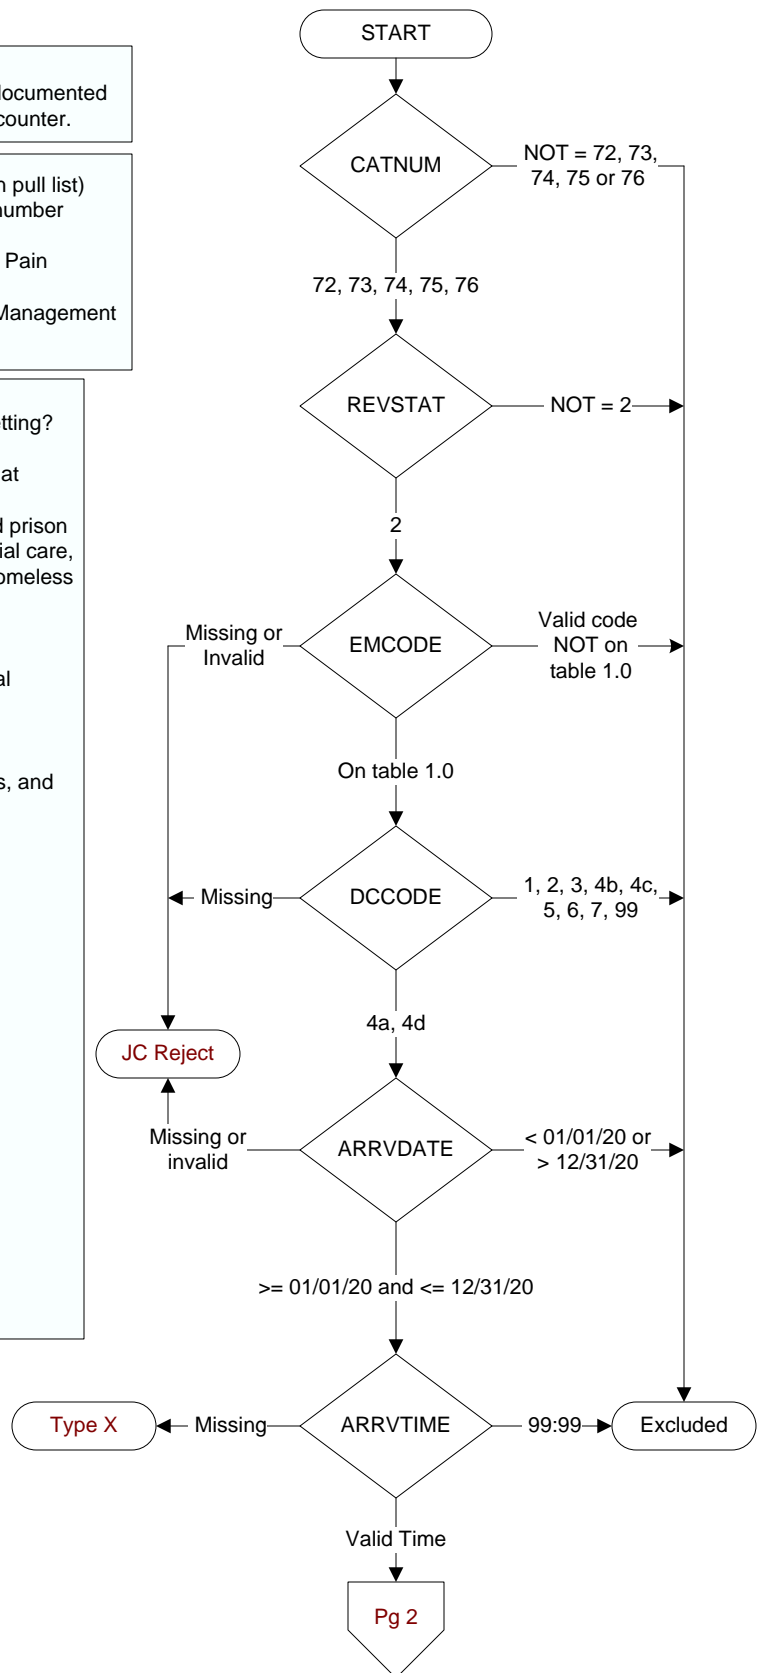 START
documented
counter.
CATNUM
NOT = 72, 73,
74, 75 or 76
n pull list)
number
Pain
Management
72, 73, 74, 75, 76
REVSTAT
NOT = 2
etting?
at
d prison
ial care,
omeless
al
s, and
2
EMCODE
Missing or
Invalid
Valid code
NOT on
table 1.0
On table 1.0
DCCODE
Missing
1, 2, 3, 4b, 4c,
5, 6, 7, 99
4a, 4d
JC Reject
ARRVDATE
Missing or
invalid
< 01/01/20 or
> 12/31/20
>= 01/01/20 and <= 12/31/20
ARRVTIME
Missing
Type X
99:99
Excluded
Valid Time
Pg 2